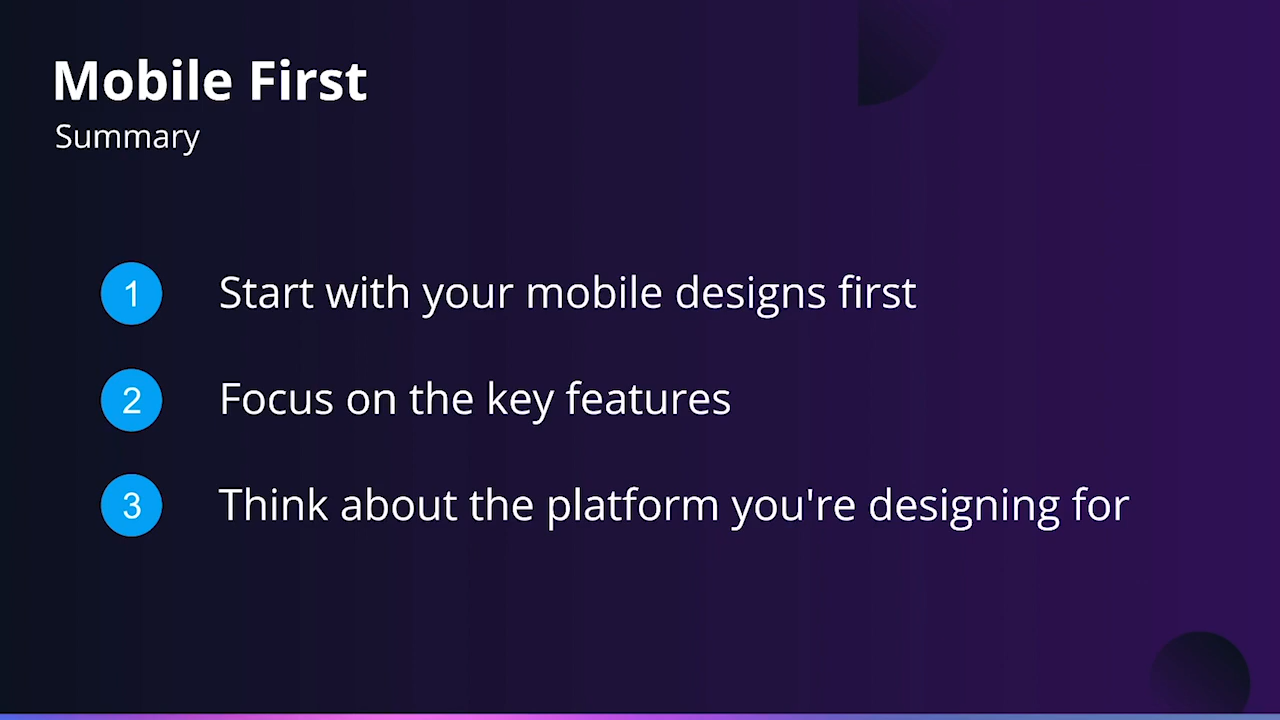 Mobile First
Summary
1 Start with your mobile designs first
2 Focus on the key features
3 Think about the platform you're designing for